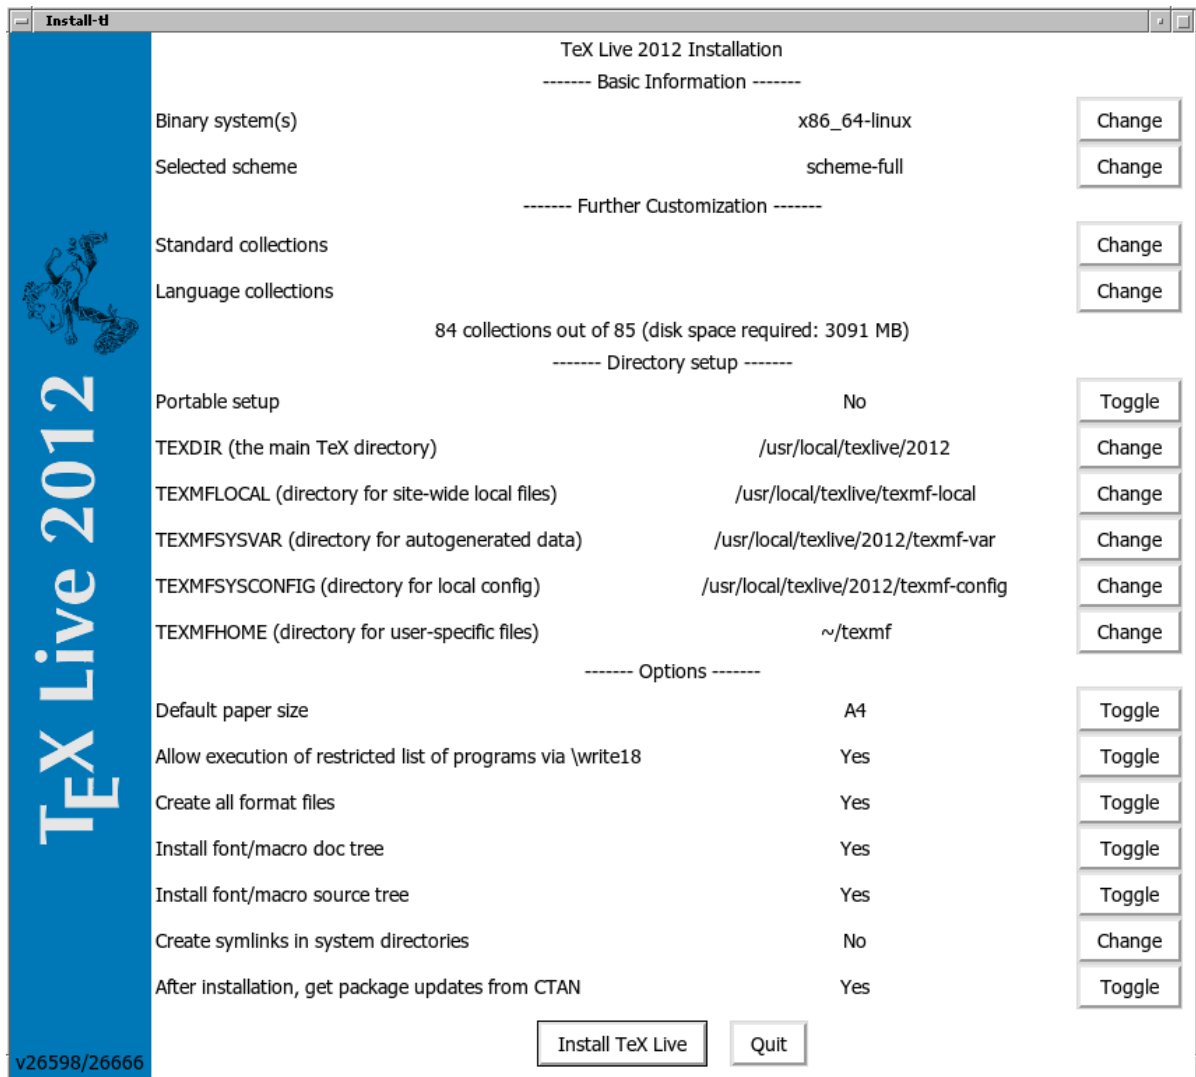 Install-tl
TeX Live 2012 Installation
------- Basic Information -------
Binary system(s) x86_64-linux Change
Selected scheme scheme-full Change
------- Further Customization -------
Standard collections Change
Language collections Change
84 collections out of 85 (disk space required: 3091 MB)
------- Directory setup -------
Portable setup No Toggle
TEXDIR (the main TeX directory) /usr/local/texlive/2012 Change
TEXMFLOCAL (directory for site-wide local files) /usr/local/texlive/texmf-local Change
TEXMFSYSVAR (directory for autogenerated data) /usr/local/texlive/2012/texmf-var Change
TEXMFSYSCONFIG (directory for local config) /usr/local/texlive/2012/texmf-config Change
TEXMFHOME (directory for user-specific files) ~/texmf Change
------- Options -------
Default paper size A4 Toggle
Allow execution of restricted list of programs via \write18 Yes Toggle
Create all format files Yes Toggle
Install font/macro doc tree Yes Toggle
Install font/macro source tree Yes Toggle
Create symlinks in system directories No Change
After installation, get package updates from CTAN Yes Toggle
Install TeX Live Quit
TEX Live 2012
v26598/26666